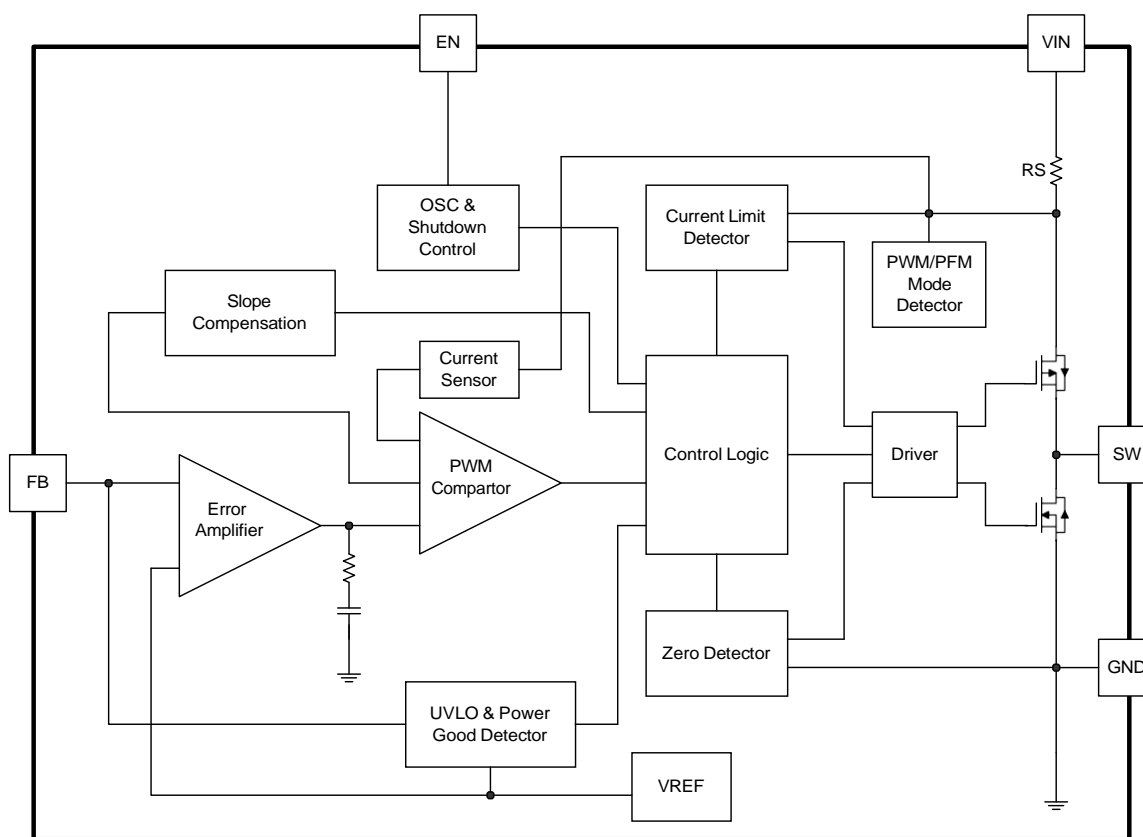 EN
VIN
RS
OSC &
Shutdown
Control
Current Limit
Detector
PWM/PFM
Mode
Detector
Slope
Compensation
Current
Sensor
FB
Error
Amplifier
PWM
Compartor
Control Logic
Driver
SW
Zero Detector
GND
UVLO & Power
Good Detector
VREF